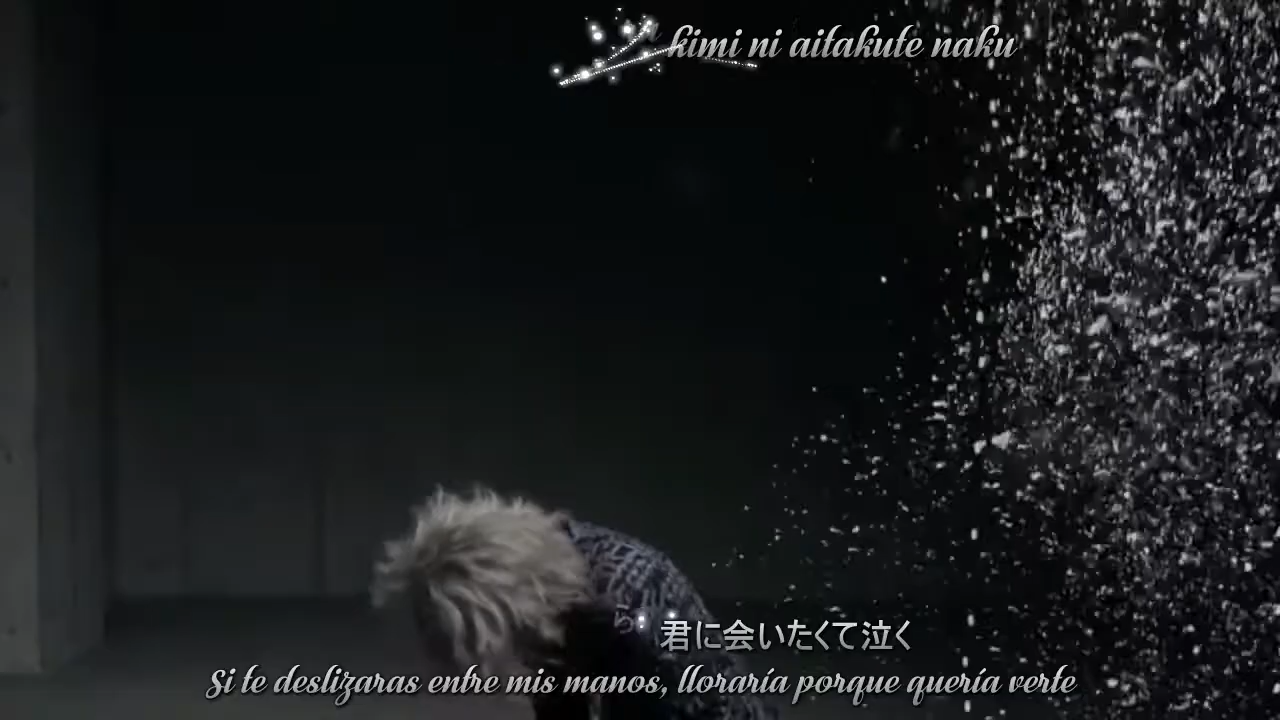 kimi ni aitakute naku
ら 君に会いたくて泣く
Si te deslizaras entre mis manos, lloraría porque quería verte